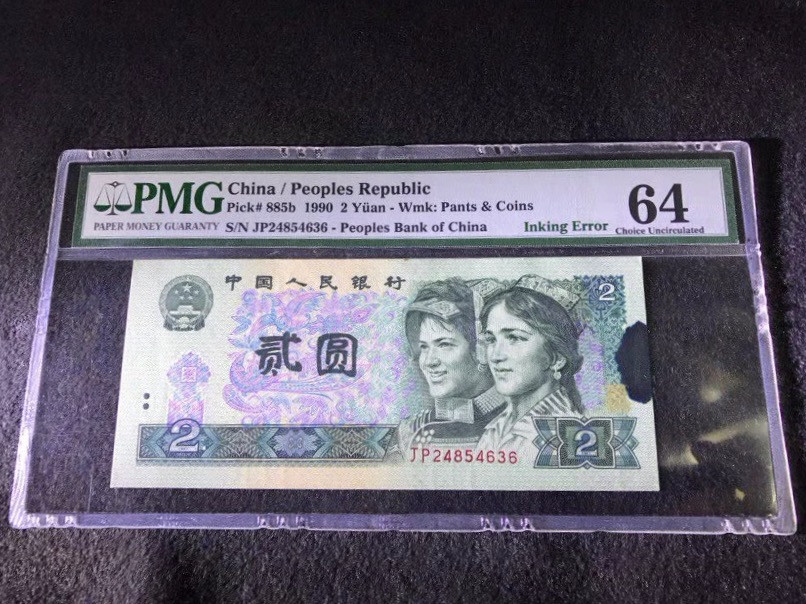 PMG
PAPER MONEY GUARANTY
China / Peoples Republic
Pick# 885b 1990 2 Yüan - Wmk: Pants & Coins
S/N JP24854636 - Peoples Bank of China
Inking Error
64
Choice Uncirculated
中国人民银行
2
贰圆
2
JP24854636
2